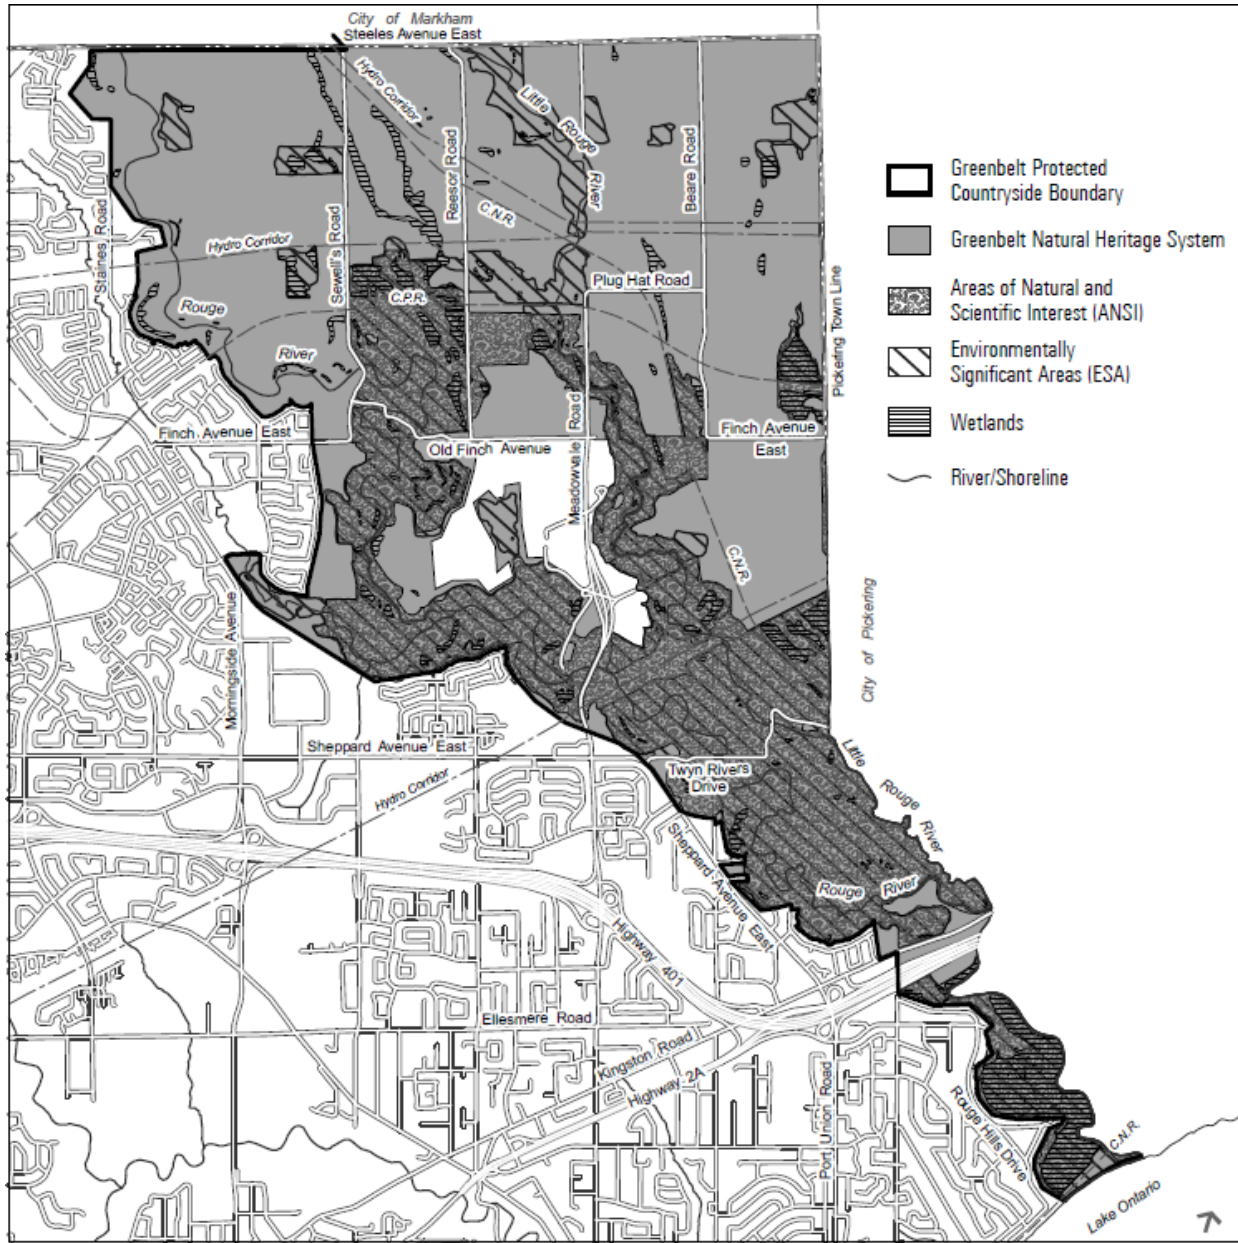 City of Markham
Steeles Avenue East
Hydro Corridor
Little Rouge River
Reesor Road
Beare Road
C.N.R.
Staines Road
Sewell's Road
Hydro Corridor
Plug Hat Road
C.P.R.
Rouge River
Pickering Town Line
Meadowvale Road
Finch Avenue East
Old Finch Avenue
Finch Avenue
East
C.N.R.
City of Pickering
Morningside Avenue
Sheppard Avenue East
Twyn Rivers
Drive
Hydro Corridor
Little Rouge River
Sheppard Avenue East
Rouge River
Highway 401
Ellesmere Road
Kingston Road
Highway 2A
Port Union Road
Rouge Hills Drive
C.N.R.
Lake Ontario
Greenbelt Protected
Countryside Boundary
Greenbelt Natural Heritage System
Areas of Natural and
Scientific Interest (ANSI)
Environmentally
Significant Areas (ESA)
Wetlands
River/Shoreline